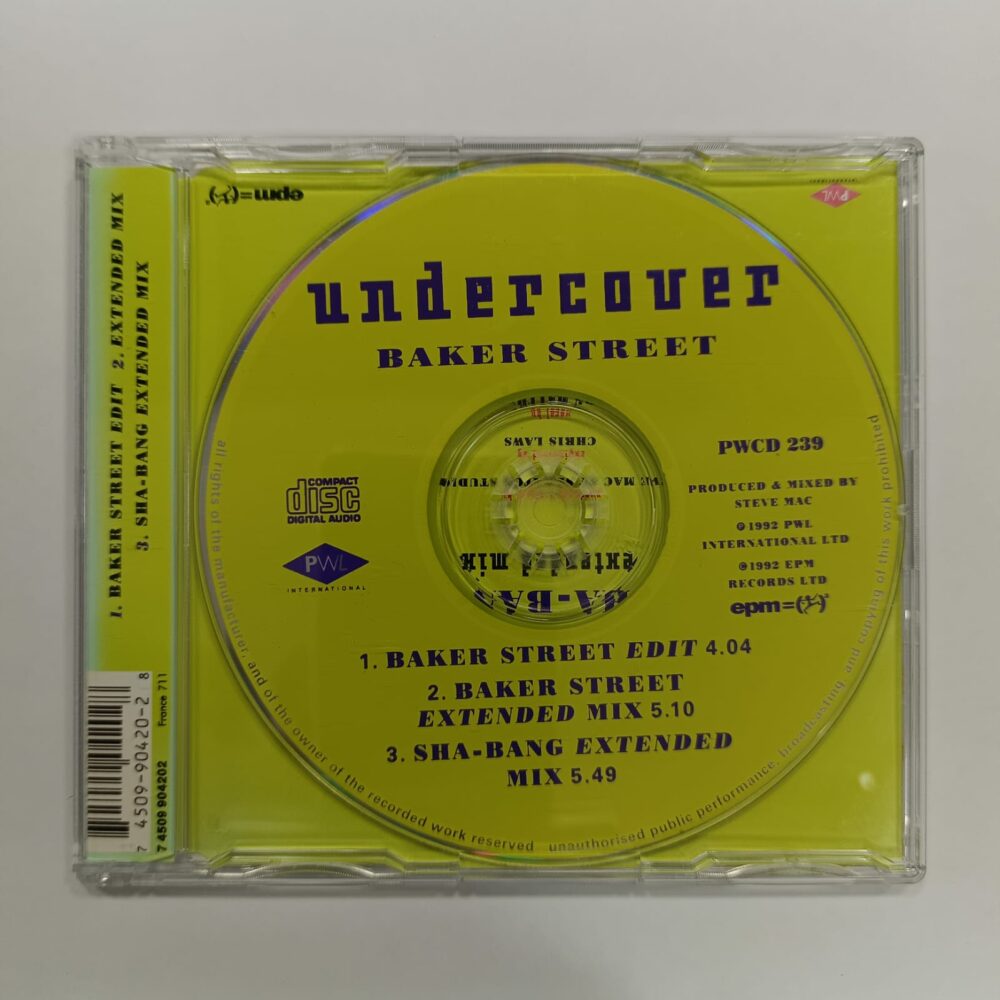 1. BAKER STREET EDIT 2. EXTENDED MIX
3. SHA-BANG EXTENDED MIX
France 711
7 4509-90420-2 8
7 4509 904202
epm=
PWL
undercover
BAKER STREET
CHRIS LAWS
extended mix
PWCD 239
PRODUCED & MIXED BY
STEVE MAC
℗ 1992 PWL
INTERNATIONAL LTD
© 1992 EPM
RECORDS LTD
epm=
COMPACT
disc
DIGITAL AUDIO
PWL
INTERNATIONAL
1. BAKER STREET EDIT 4.04
2. BAKER STREET
EXTENDED MIX 5.10
3. SHA-BANG EXTENDED
MIX 5.49
all rights of the manufacturer, and of the owner of the recorded work reserved unauthorised public performance, broadcasting and copying of this work prohibited